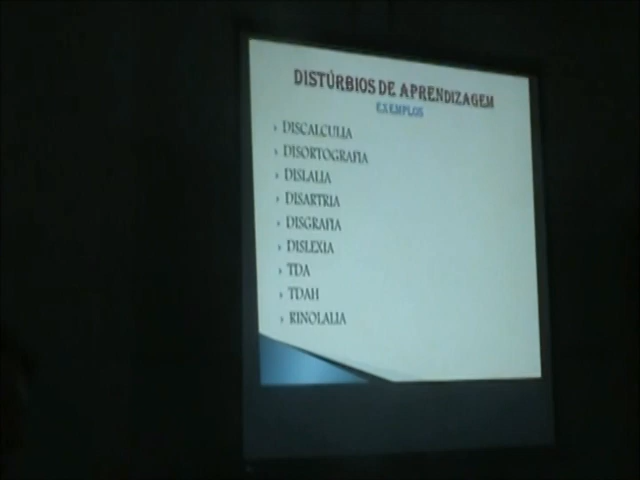 DISTÚRBIOS DE APRENDIZAGEM
EXEMPLOS
DISCALCULIA
DISORTOGRAFIA
DISLALIA
DISARTRIA
DISGRAFIA
DISLEXIA
TDA
TDAH
RINOLALIA